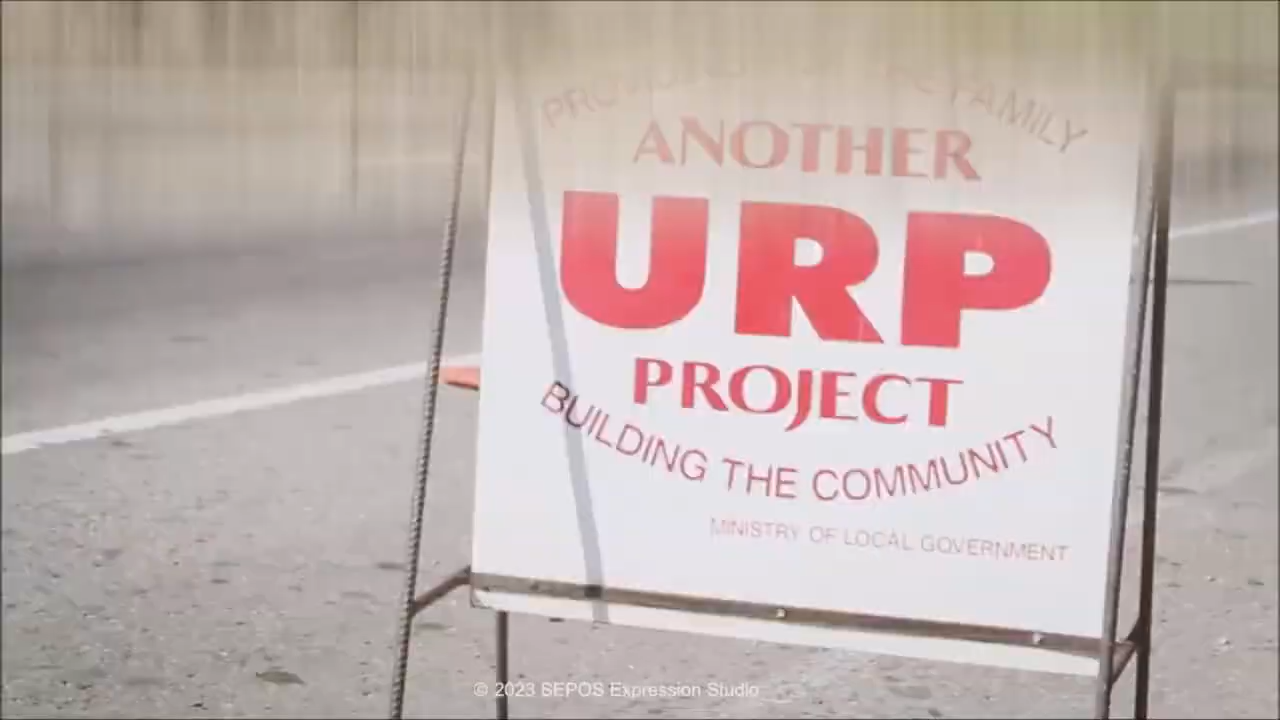 ANOTHER
URP
PROJECT
BUILDING THE COMMUNITY
MINISTRY OF LOCAL GOVERNMENT
© 2023 SEPOS Expression Studio